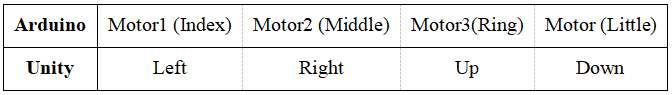 Arduino Motor1 (Index) Motor2 (Middle) Motor3(Ring) Motor (Little)
Unity Left Right Up Down